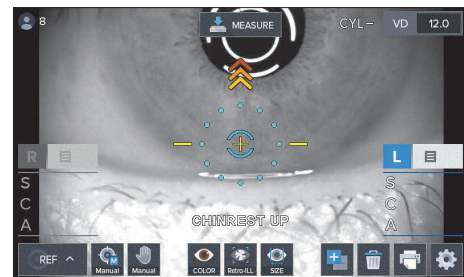 8
MEASURE
CYL−
VD 12.0
R
L
S
C
A
S
C
A
CHINREST UP
REF
M
Manual
Manual
COLOR
Retro-ILL
SIZE